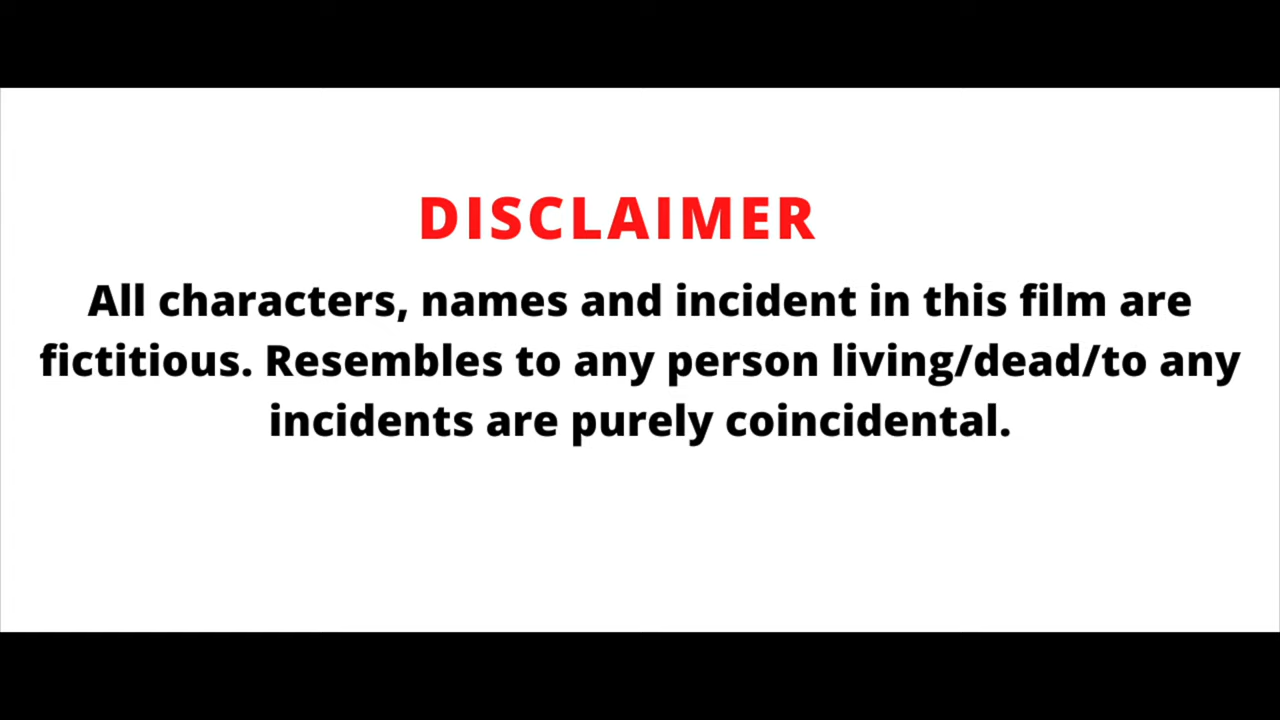 DISCLAIMER
All characters, names and incident in this film are
fictitious. Resembles to any person living/dead/to any
incidents are purely coincidental.